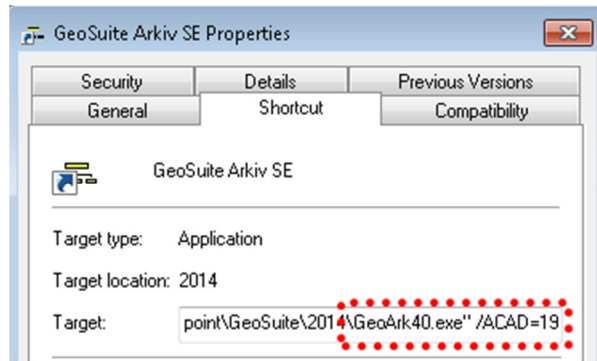 GeoSuite Arkiv SE Properties
Security Details Previous Versions
General Shortcut Compatibility
GeoSuite Arkiv SE
Target type: Application
Target location: 2014
Target: point\GeoSuite\2014\GeoArk40.exe" /ACAD=19